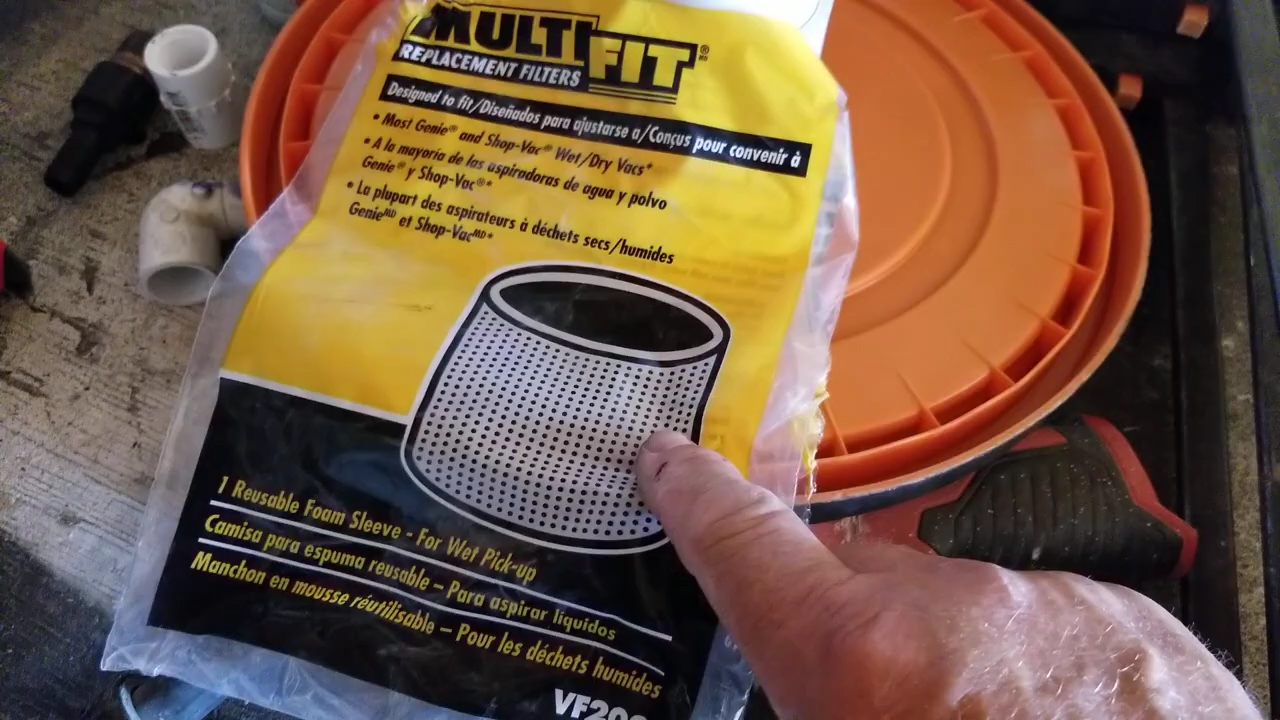 MULTI FIT®
MD
REPLACEMENT FILTERS
Designed to fit/Diseñados para ajustarse a/Conçus pour convenir à
• Most Genie® and Shop-Vac® Wet/Dry Vacs*
• A la mayoría de las aspiradoras de agua y polvo
Genie® y Shop-Vac®*
• La plupart des aspirateurs à déchets secs/humides
Genieᴹᴰ et Shop-Vacᴹᴰ*
1 Reusable Foam Sleeve - For Wet Pick-up
Camisa para espuma reusable – Para aspirar líquidos
Manchon en mousse réutilisable – Pour les déchets humides